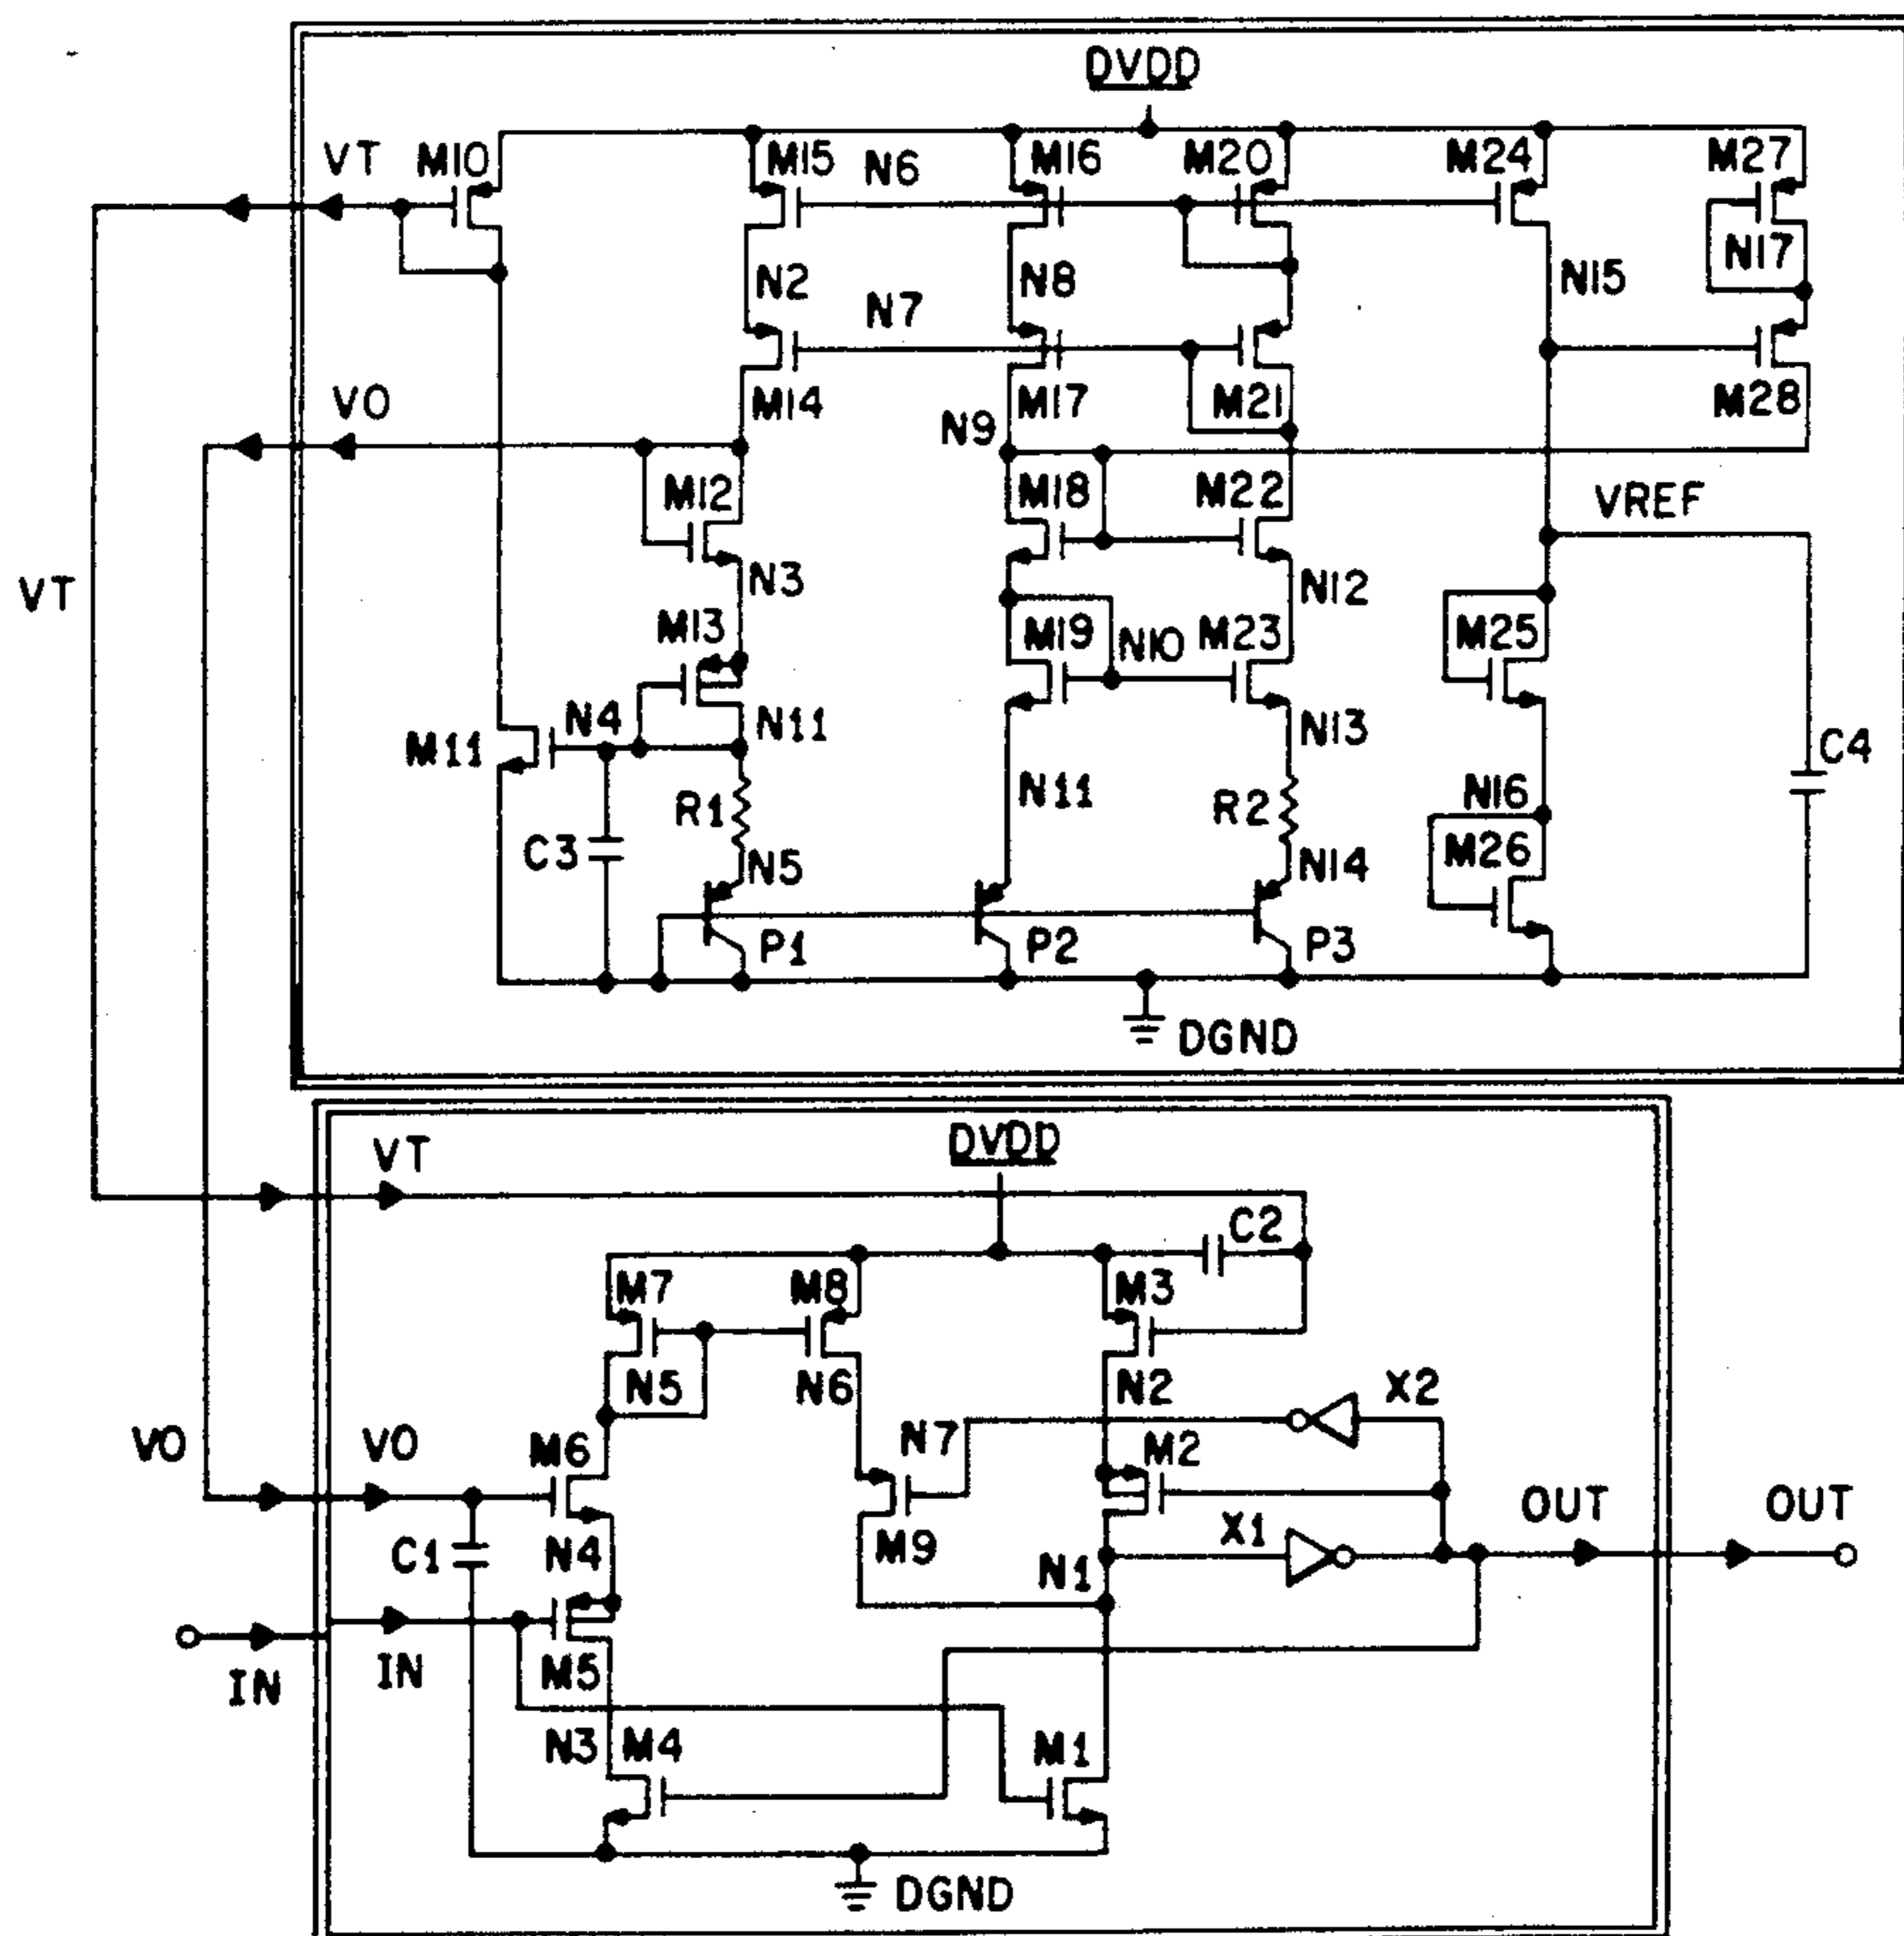 DVDD
VT M10 M15 N6 M16 M20 M24 M27
N17
N2 N7 N8 N15
M14 M17 M21 M28
VO N9
M12 M18 M22 VREF
VT N3 N12
M13 M19 N10 M23 M25
M11 N4 N11 N13 C4
R1 N11 R2 N16
C3 N5 N14 M26
P1 P2 P3
DGND
VT DVDD
C2
M7 M8 M3
N5 N6 N2 X2
VO VO M6 N7 M2 OUT OUT
C1 N4 M9 X1
N1
IN IN M5
N3 M4 M1
DGND